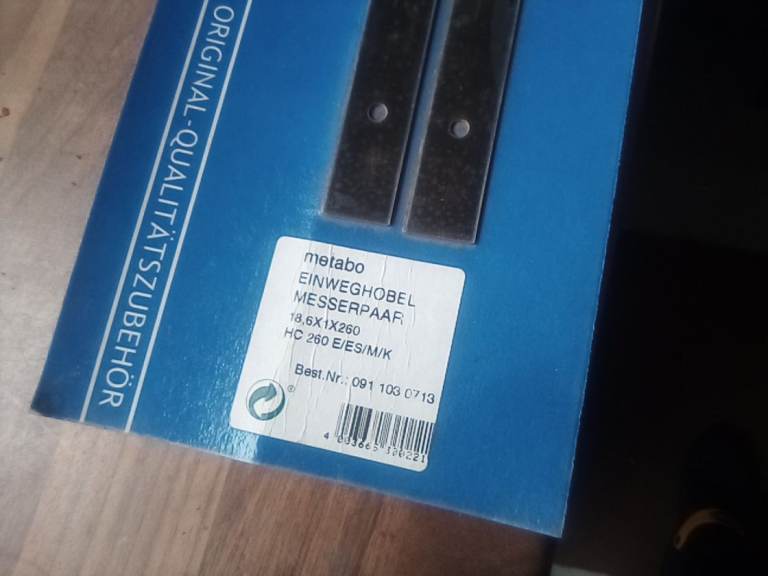 ORIGINAL-QUALITÄTSZUBEHÖR
metabo
EINWEGHOBEL
MESSERPAAR
18,6X1X260
HC 260 E/ES/M/K
Best.Nr.: 091 103 0713
®